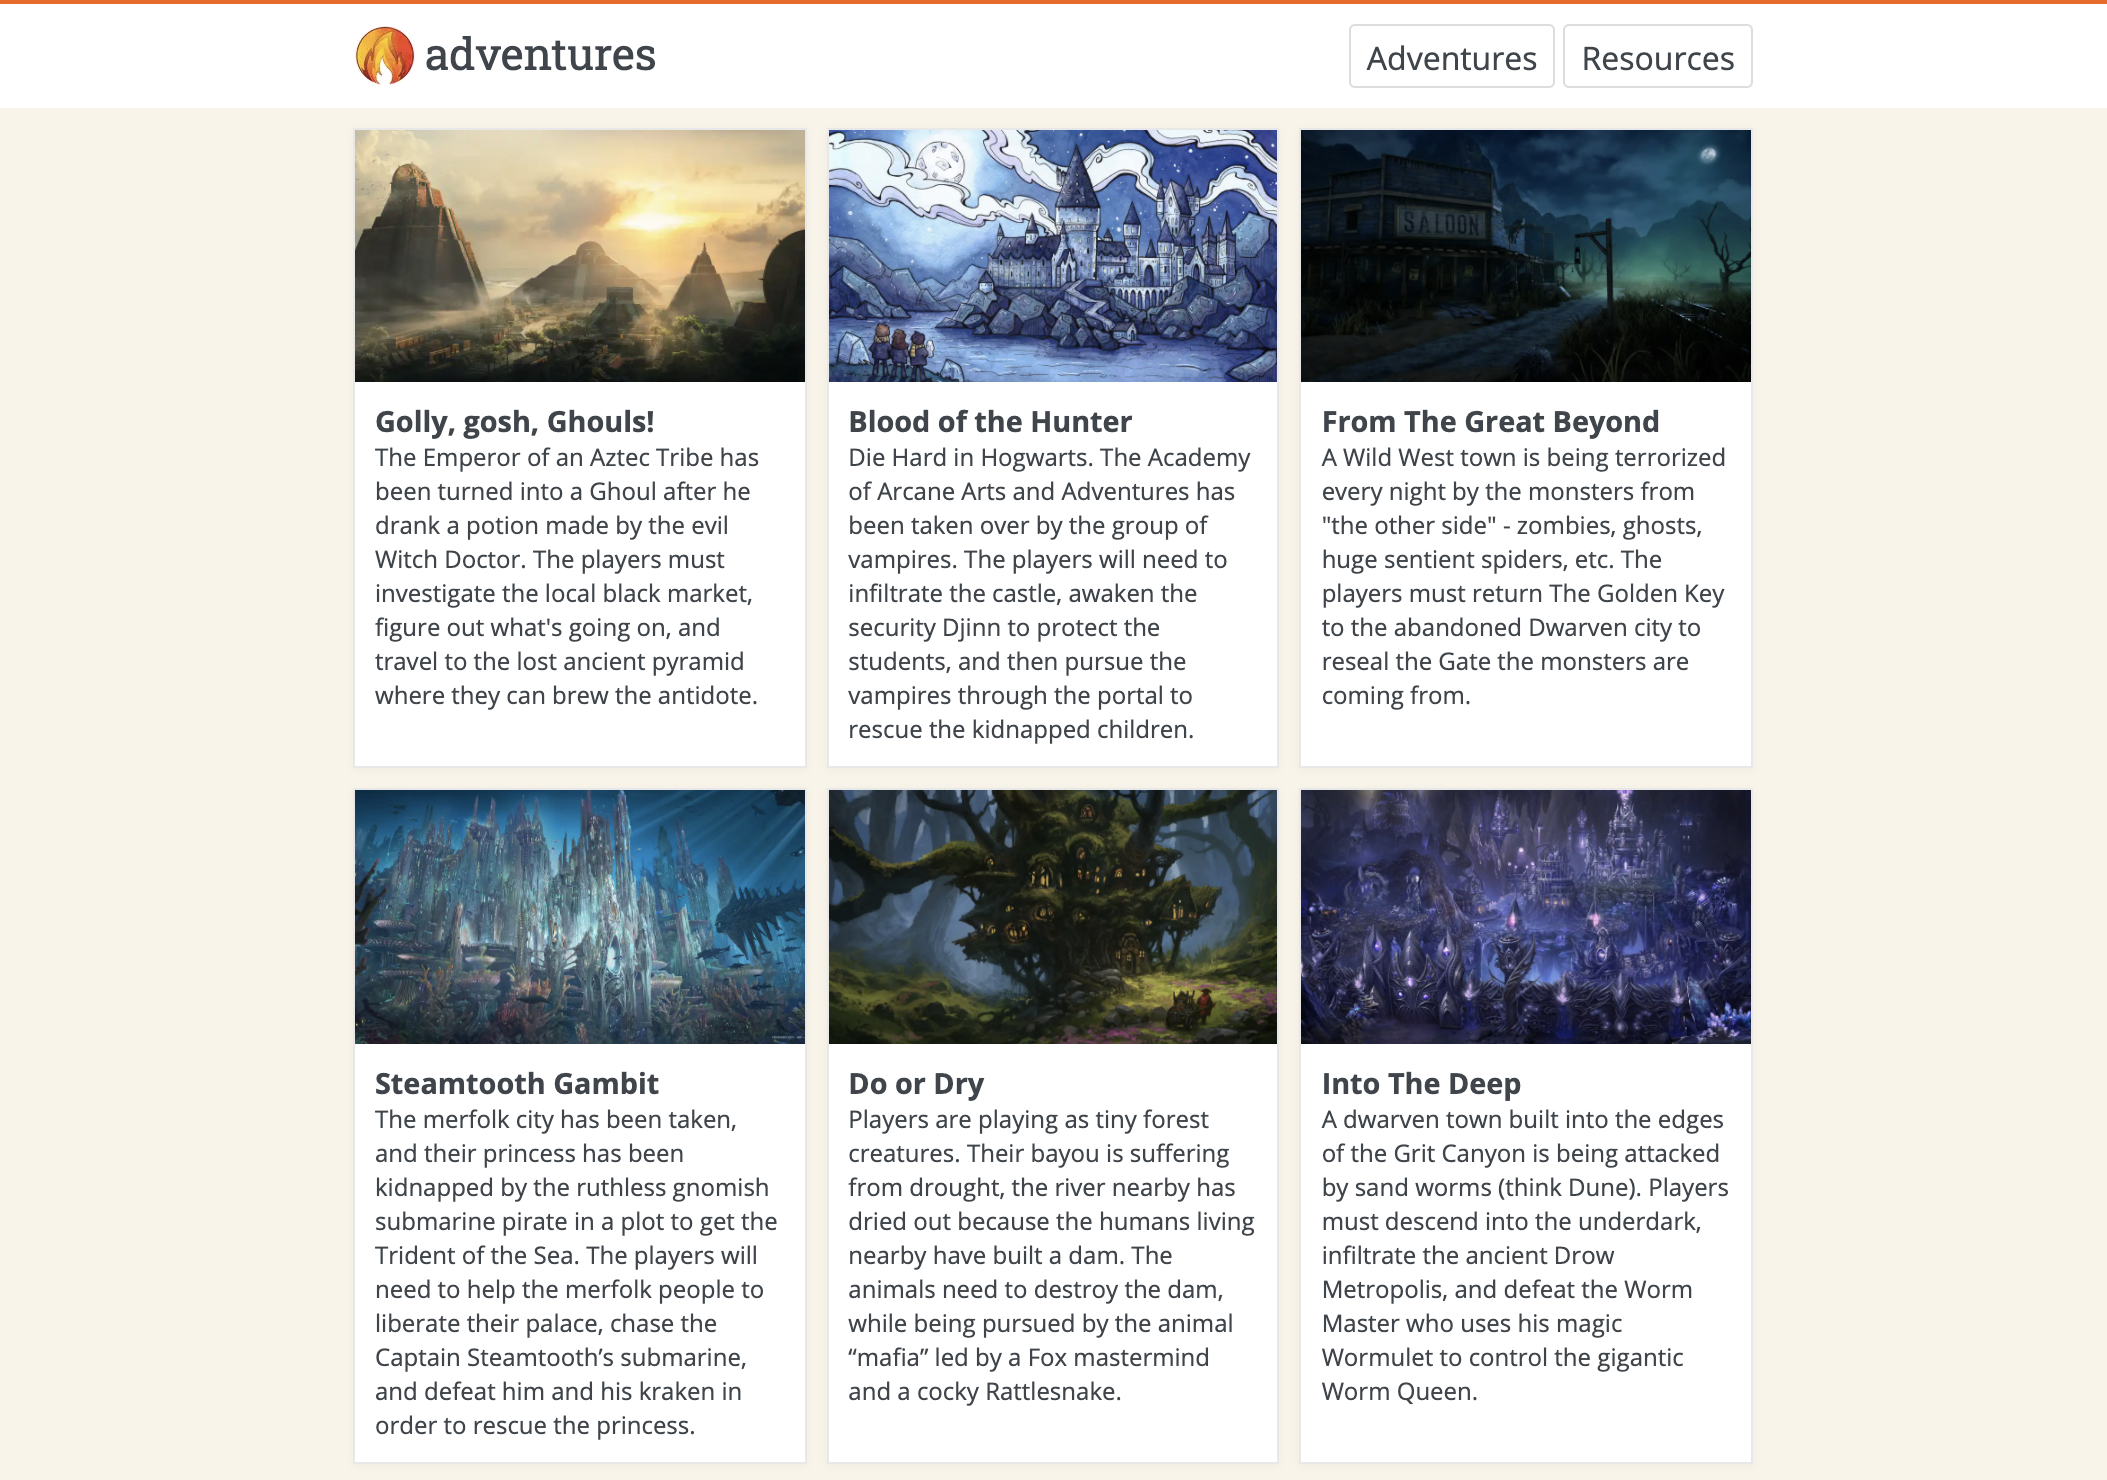 adventures
Adventures
Resources
SALOON
Golly, gosh, Ghouls!
The Emperor of an Aztec Tribe has
been turned into a Ghoul after he
drank a potion made by the evil
Witch Doctor. The players must
investigate the local black market,
figure out what's going on, and
travel to the lost ancient pyramid
where they can brew the antidote.
Blood of the Hunter
Die Hard in Hogwarts. The Academy
of Arcane Arts and Adventures has
been taken over by the group of
vampires. The players will need to
infiltrate the castle, awaken the
security Djinn to protect the
students, and then pursue the
vampires through the portal to
rescue the kidnapped children.
From The Great Beyond
A Wild West town is being terrorized
every night by the monsters from
"the other side" - zombies, ghosts,
huge sentient spiders, etc. The
players must return The Golden Key
to the abandoned Dwarven city to
reseal the Gate the monsters are
coming from.
Steamtooth Gambit
The merfolk city has been taken,
and their princess has been
kidnapped by the ruthless gnomish
submarine pirate in a plot to get the
Trident of the Sea. The players will
need to help the merfolk people to
liberate their palace, chase the
Captain Steamtooth’s submarine,
and defeat him and his kraken in
order to rescue the princess.
Do or Dry
Players are playing as tiny forest
creatures. Their bayou is suffering
from drought, the river nearby has
dried out because the humans living
nearby have built a dam. The
animals need to destroy the dam,
while being pursued by the animal
“mafia” led by a Fox mastermind
and a cocky Rattlesnake.
Into The Deep
A dwarven town built into the edges
of the Grit Canyon is being attacked
by sand worms (think Dune). Players
must descend into the underdark,
infiltrate the ancient Drow
Metropolis, and defeat the Worm
Master who uses his magic
Wormulet to control the gigantic
Worm Queen.